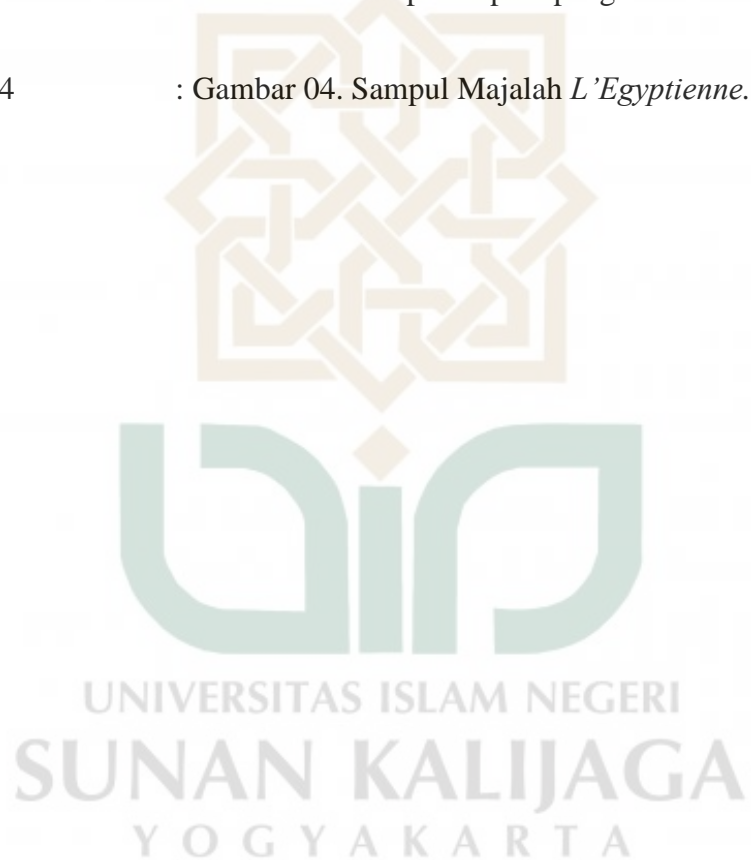 4 : Gambar 04. Sampul Majalah L’Egyptienne.
UNIVERSITAS ISLAM NEGERI
SUNAN KALIJAGA
YOGYAKARTA